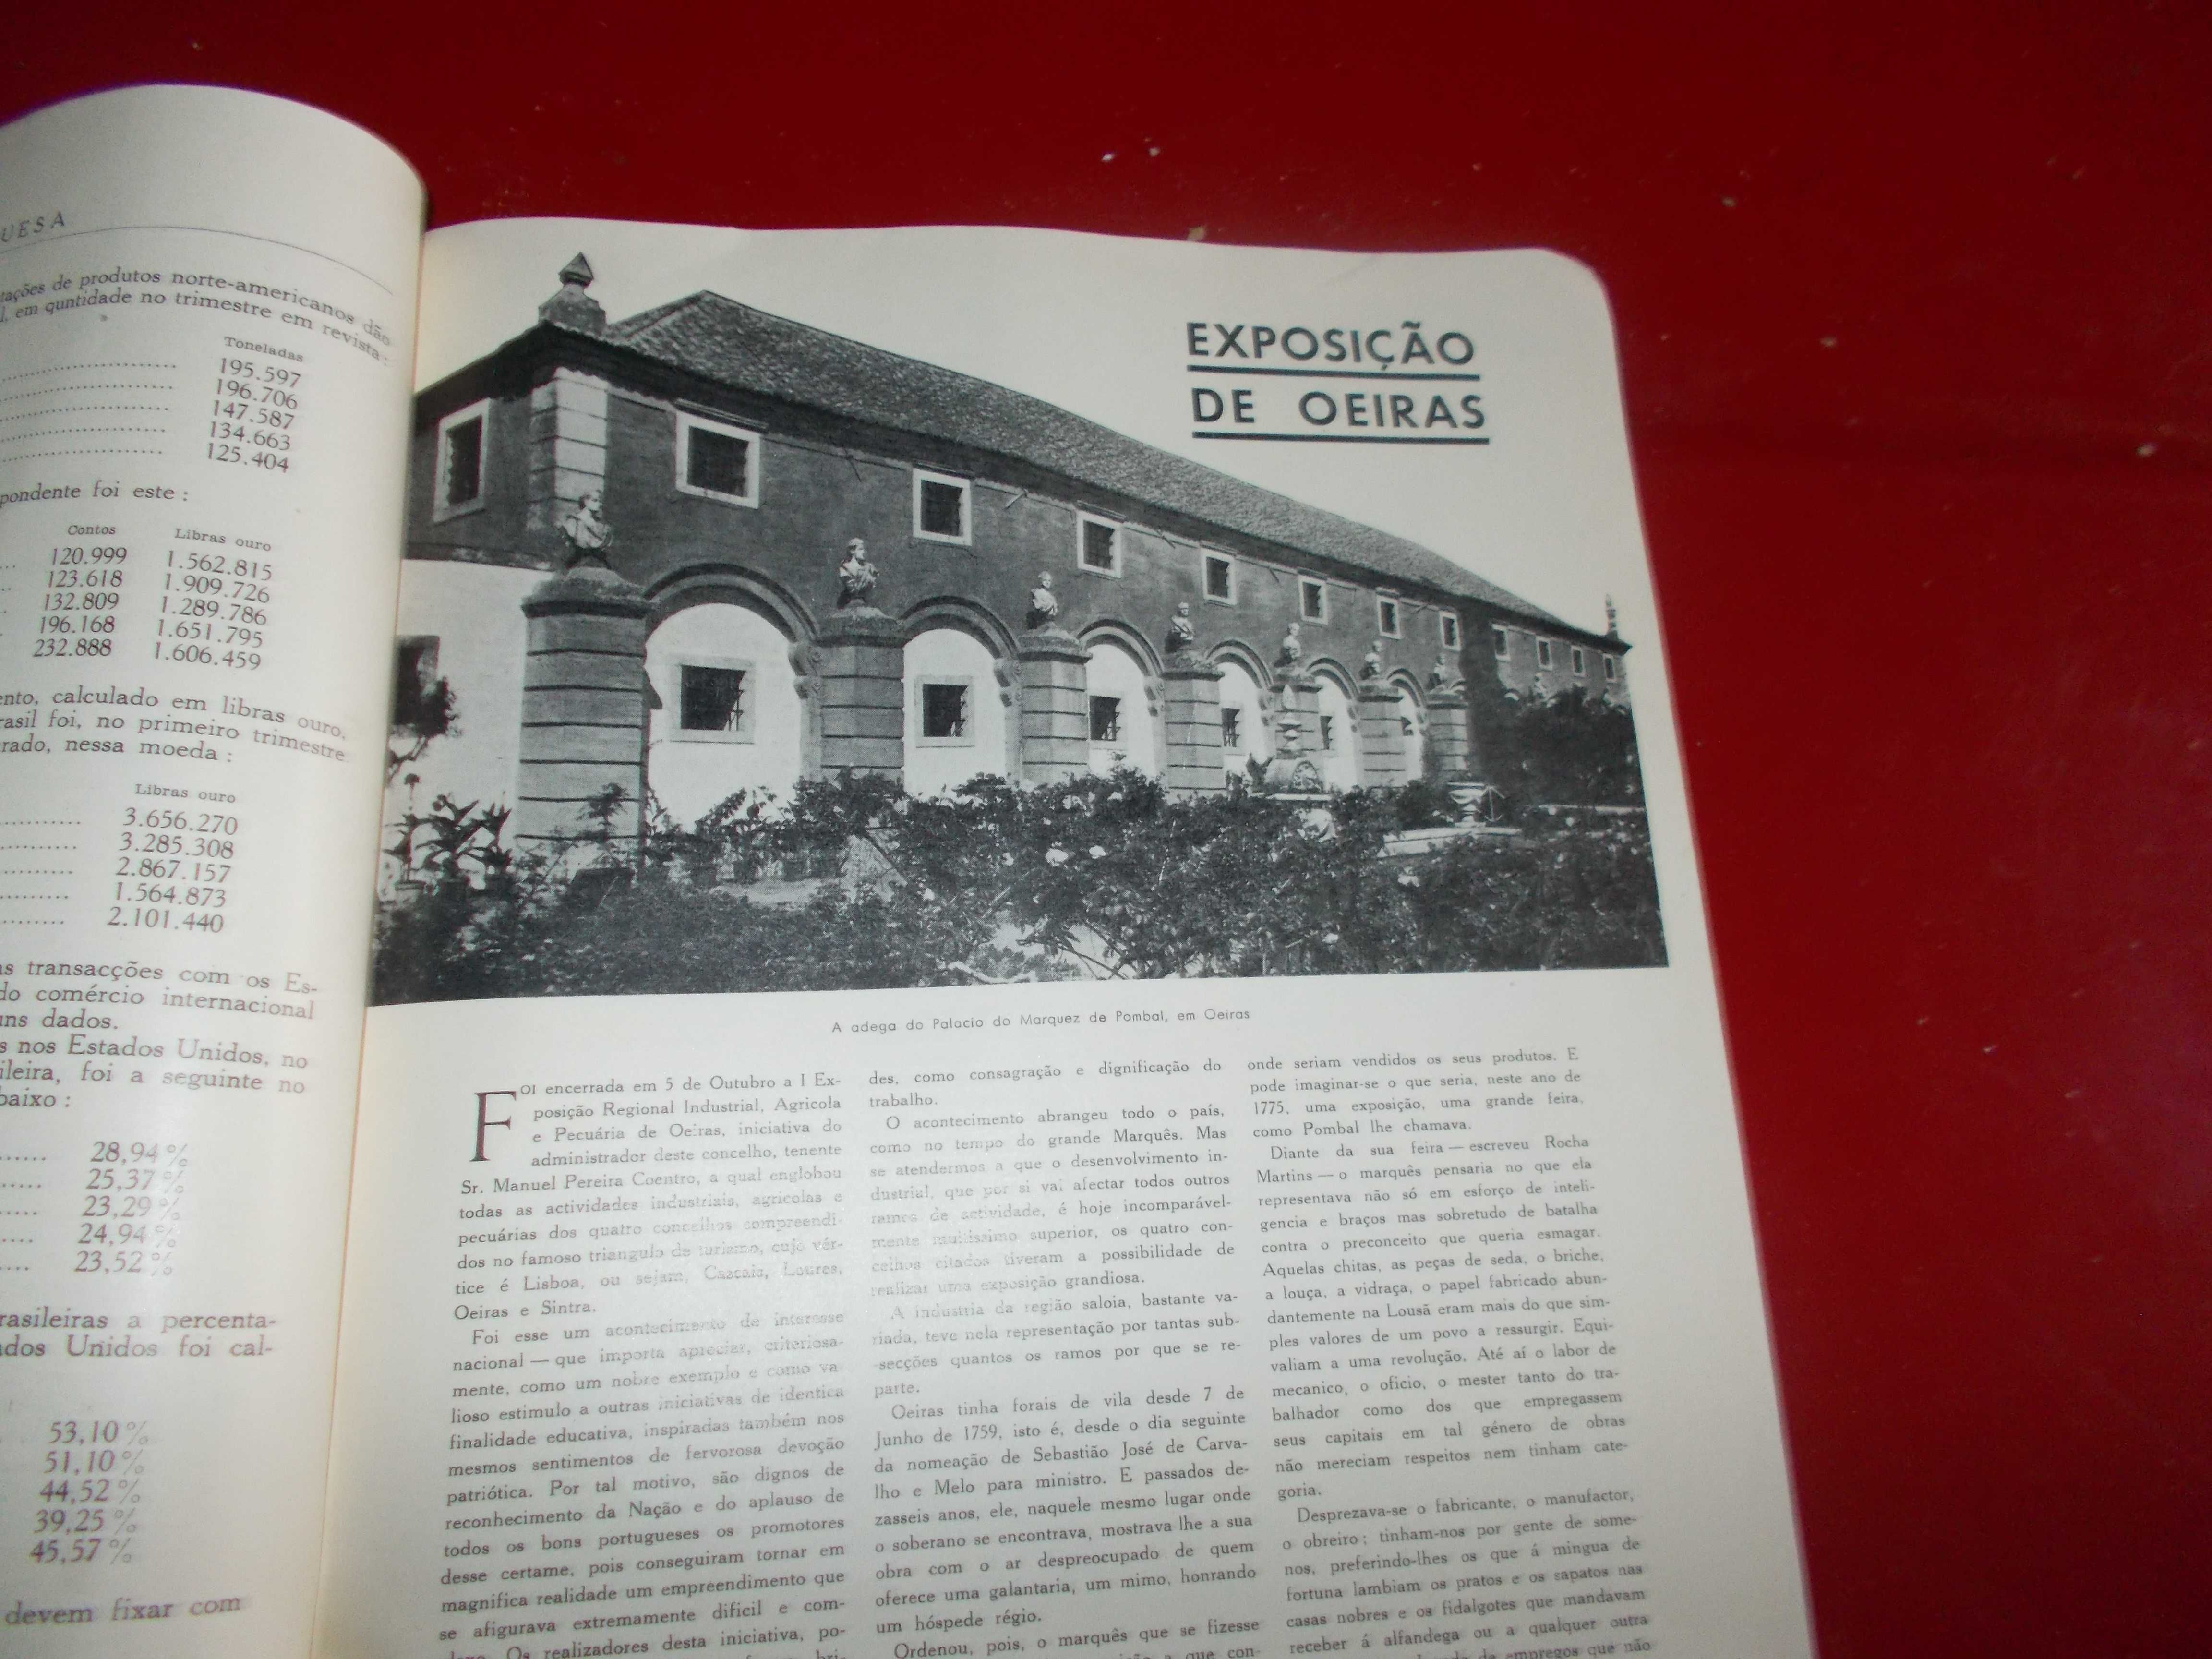 UESA
tações de produtos norte-americanos dão
l, em quntidade no trimestre em revista:
Toneladas
195.597
196.706
147.587
134.663
125.404
pondente foi este :
Contos Libras ouro
120.999 1.562.815
123.618 1.909.726
132.809 1.289.786
196.168 1.651.795
232.888 1.606.459
ento, calculado em libras ouro,
rasil foi, no primeiro trimestre
rado, nessa moeda :
Libras ouro
3.656.270
3.285.308
2.867.157
1.564.873
2.101.440
as transacções com os Es-
do comércio internacional
uns dados.
s nos Estados Unidos, no
ileira, foi a seguinte no
baixo :
28,94 %
25,37 %
23,29 %
24,94 %
23,52 %
rasileiras a percenta-
ados Unidos foi cal-
53,10 %
51,10 %
44,52 %
39,25 %
45,57 %
devem fixar com
EXPOSIÇÃO
DE OEIRAS
A adega do Palacio do Marquez de Pombal, em Oeiras
FOI encerrada em 5 de Outubro a I Ex-
posição Regional Industrial, Agricola
e Pecuária de Oeiras, iniciativa do
administrador deste concelho, tenente
Sr. Manuel Pereira Coentro, a qual englobou
todas as actividades industriais, agricolas e
pecuárias dos quatro concelhos compreendi-
dos no famoso triangulo de turismo, cujo vér-
tice é Lisboa, ou sejam, Cascais, Loures,
Oeiras e Sintra.
Foi esse um acontecimento de interesse
nacional — que importa apreciar, criteriosa-
mente, como um nobre exemplo e como va-
lioso estimulo a outras iniciativas de identica
finalidade educativa, inspiradas também nos
mesmos sentimentos de fervorosa devoção
patriótica. Por tal motivo, são dignos de
reconhecimento da Nação e do aplauso de
todos os bons portugueses os promotores
desse certame, pois conseguiram tornar em
magnifica realidade um empreendimento que
se afigurava extremamente dificil e com-
Os realizadores desta iniciativa, po-
des, como consagração e dignificação do
trabalho.
O acontecimento abrangeu todo o país,
como no tempo do grande Marquês. Mas
se atendermos a que o desenvolvimento in-
dustrial, que por si vai afectar todos outros
ramos de actividade, é hoje incomparável-
mente muitissimo superior, os quatro con-
celhos citados tiveram a possibilidade de
realizar uma exposição grandiosa.
A industria da região saloia, bastante va-
riada, teve nela representação por tantas sub-
-secções quantos os ramos por que se re-
parte.
Oeiras tinha forais de vila desde 7 de
Junho de 1759, isto é, desde o dia seguinte
da nomeação de Sebastião José de Carva-
lho e Melo para ministro. E passados de-
zasseis anos, ele, naquele mesmo lugar onde
o soberano se encontrava, mostrava lhe a sua
obra com o ar despreocupado de quem
oferece uma galantaria, um mimo, honrando
um hóspede régio.
Ordenou, pois, o marquês que se fizesse
a que con-
onde seriam vendidos os seus produtos. E
pode imaginar-se o que seria, neste ano de
1775, uma exposição, uma grande feira,
como Pombal lhe chamava.
Diante da sua feira — escreveu Rocha
Martins — o marquês pensaria no que ela
representava não só em esforço de inteli-
gencia e braços mas sobretudo de batalha
contra o preconceito que queria esmagar.
Aquelas chitas, as peças de seda, o briche,
a louça, a vidraça, o papel fabricado abun-
dantemente na Lousã eram mais do que sim-
ples valores de um povo a ressurgir. Equi-
valiam a uma revolução. Até aí o labor de
mecanico, o oficio, o mester tanto do tra-
balhador como dos que empregassem
seus capitais em tal género de obras
não mereciam respeitos nem tinham cate-
goria.
Desprezava-se o fabricante, o manufactor,
o obreiro ; tinham-nos por gente de some-
nos, preferindo-lhes os que á mingua de
fortuna lambiam os pratos e os sapatos nas
casas nobres e os fidalgotes que mandavam
receber á alfandega ou a qualquer outra
de empregos que não